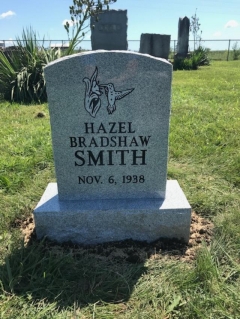 HAZEL
BRADSHAW
SMITH
NOV. 6, 1938